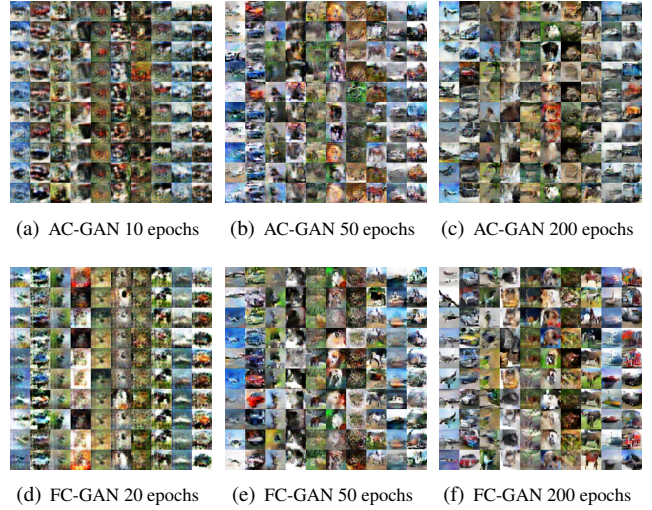 (a) AC-GAN 10 epochs
(b) AC-GAN 50 epochs
(c) AC-GAN 200 epochs
(d) FC-GAN 20 epochs
(e) FC-GAN 50 epochs
(f) FC-GAN 200 epochs